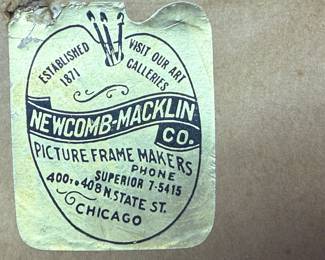 ESTABLISHED 1871
VISIT OUR ART GALLERIES
NEWCOMB-MACKLIN CO.
PICTURE FRAME MAKERS
PHONE
SUPERIOR 7-5415
400 TO 408 N. STATE ST.
CHICAGO